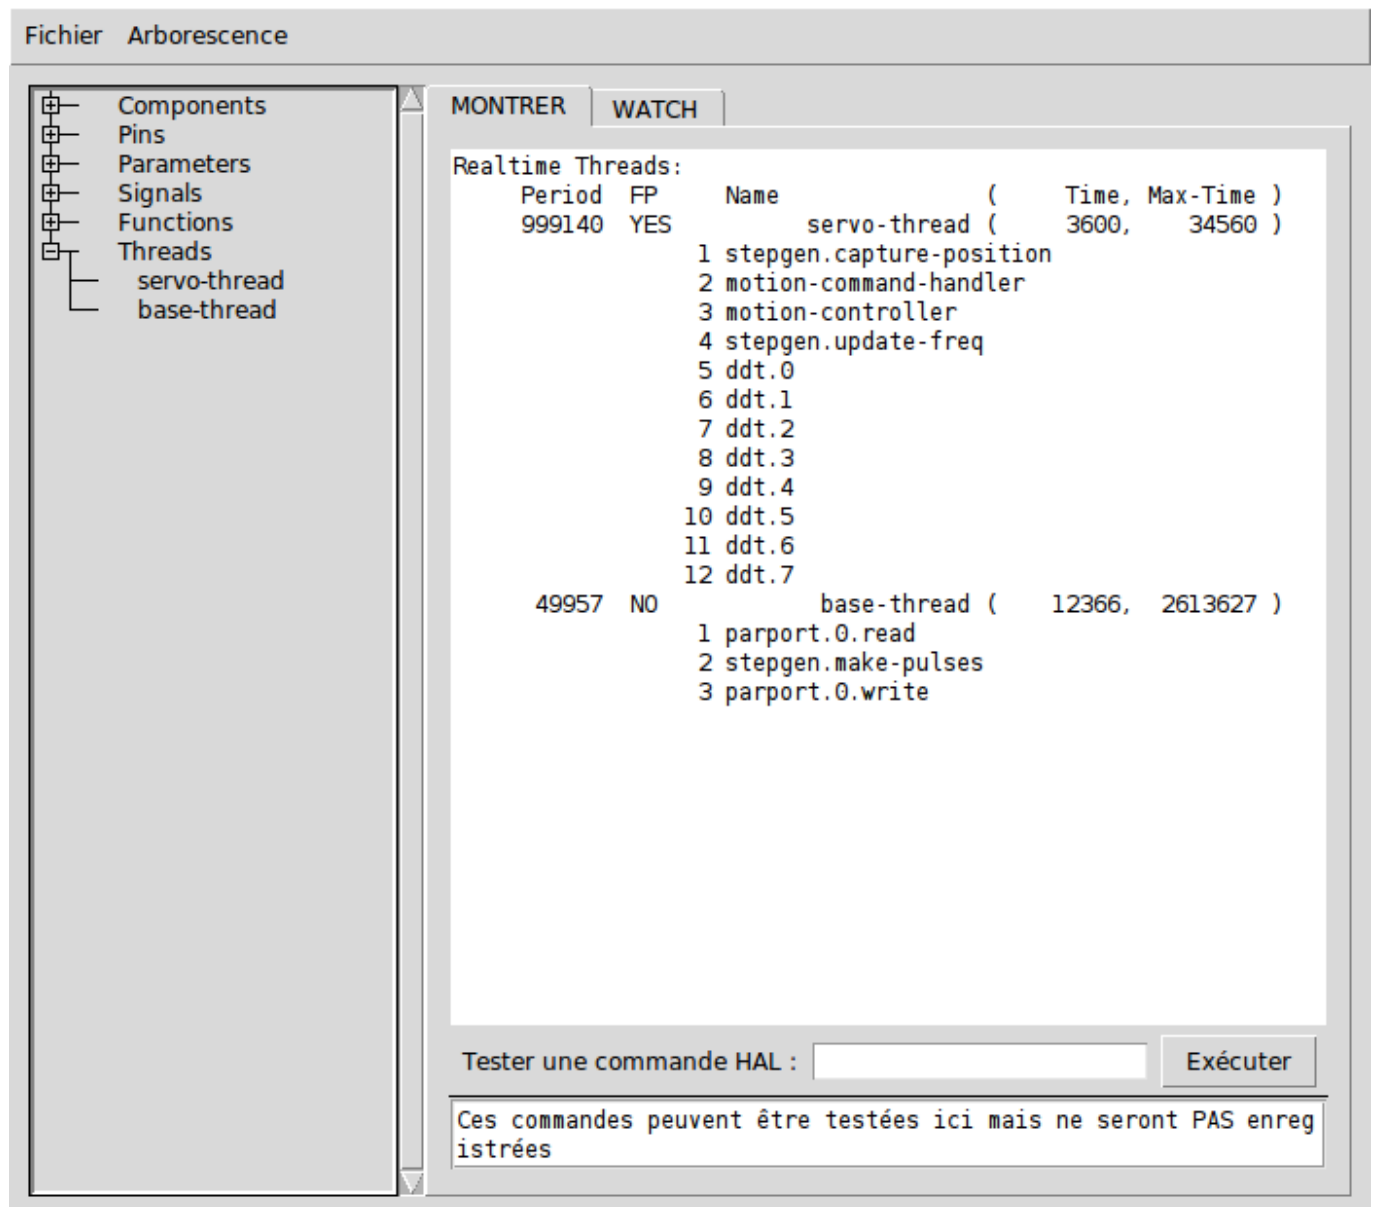 Fichier Arborescence
Components
Pins
Parameters
Signals
Functions
Threads
servo-thread
base-thread
MONTRER WATCH
Realtime Threads:
Period FP Name ( Time, Max-Time )
999140 YES servo-thread ( 3600, 34560 )
1 stepgen.capture-position
2 motion-command-handler
3 motion-controller
4 stepgen.update-freq
5 ddt.0
6 ddt.1
7 ddt.2
8 ddt.3
9 ddt.4
10 ddt.5
11 ddt.6
12 ddt.7
49957 NO base-thread ( 12366, 2613627 )
1 parport.0.read
2 stepgen.make-pulses
3 parport.0.write
Tester une commande HAL : Exécuter
Ces commandes peuvent être testées ici mais ne seront PAS enreg
istrées